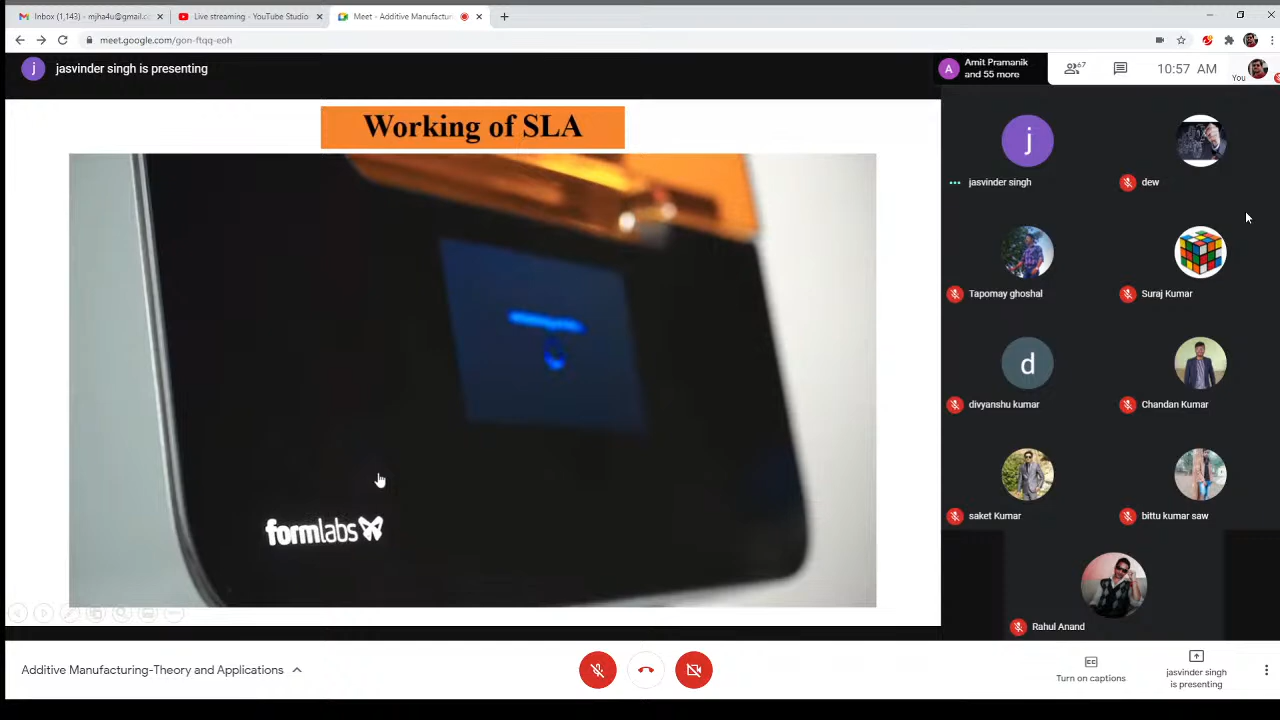 Inbox (1,143) - mjha4u@gmail.c
Live streaming - YouTube Studio
Meet - Additive Manufactur
meet.google.com/gon-ftqq-eoh
j
jasvinder singh is presenting
A
Amit Pramanik
and 55 more
67
10:57 AM
You
Working of SLA
formlabs
j
jasvinder singh
dew
Tapomay ghoshal
Suraj Kumar
d
divyanshu kumar
Chandan Kumar
saket Kumar
bittu kumar saw
Rahul Anand
Additive Manufacturing-Theory and Applications
CC
Turn on captions
jasvinder singh
is presenting